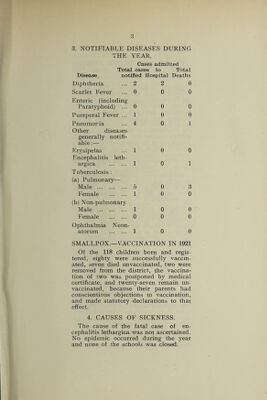 3
3. NOTIFIABLE DISEASES DURING
THE YEAR.
Cases admitted
Total cases to Total
Disease. notified Hospital Deaths
Diphtheria ... 2 2 0
Scarlet Fever ... 0 0 0
Enteric (including
Paratyphoid) ... 0 0 0
Puerperal Fever ... 1 0 0
Pneumonia ... 4 0 1
Other diseases
generally notifi-
able :—
Erysipelas ... 1 0 0
Encephalitis leth-
argica ... 1 0 1
Tuberculosis :
(a) Pulmonary—
Male ... ... ... 5 0 3
Female ... 1 0 0
(b) Non-pulmonary
Male ... ... ... 1 0 0
Female ... 0 0 0
Ophthalmia Neon-
atorum ... ... 1 0 0
SMALLPOX.—VACCINATION IN 1921
Of the 118 children born and regis-
tered, eighty were successfully vaccin-
ated, seven died unvaccinated, two were
removed from the district, the vaccina-
tion of two was postponed by medical
certificate, and twenty-seven remain un-
vaccinated, because their parents had
conscientious objections to vaccination,
and made statutory declarations to this
effect.
4. CAUSES OF SICKNESS.
The cause of the fatal case of en-
cephalitis lethargica was not ascertained.
No epidemic occurred during the year
and none of the schools was closed.